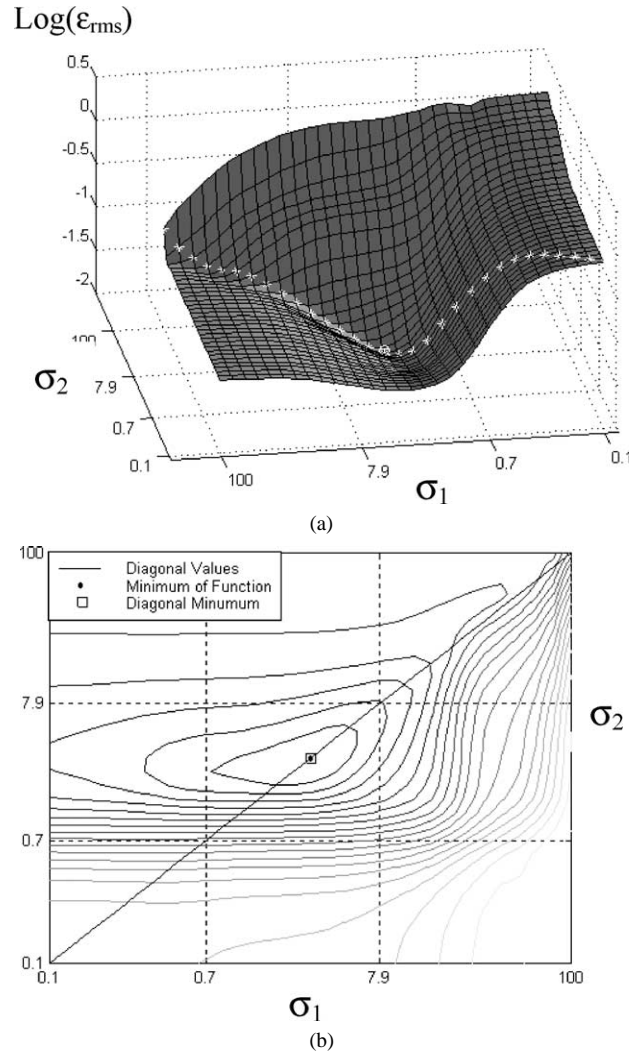 Log(εrms)
0.5
0
-0.5
-1
-1.5
-2
100
7.9
0.7
0.1
σ2
100
7.9
0.7
0.1
σ1
(a)
100
7.9
0.7
0.1
Diagonal Values
Minimum of Function
Diagonal Minumum
σ2
0.1
0.7
7.9
100
σ1
(b)